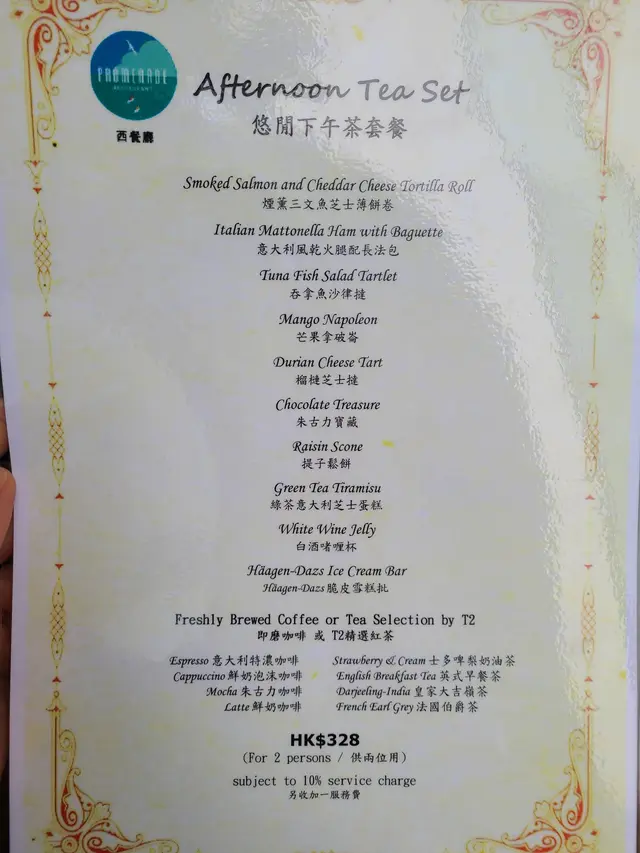 PROMENADE
RESTAURANT
西餐廳
Afternoon Tea Set
悠閒下午茶套餐
Smoked Salmon and Cheddar Cheese Tortilla Roll
煙薰三文魚芝士薄餅卷
Italian Mattonella Ham with Baguette
意大利風乾火腿配長法包
Tuna Fish Salad Tartlet
吞拿魚沙律撻
Mango Napoleon
芒果拿破崙
Durian Cheese Tart
榴槤芝士撻
Chocolate Treasure
朱古力寶藏
Raisin Scone
提子鬆餅
Green Tea Tiramisu
綠茶意大利芝士蛋糕
White Wine Jelly
白酒啫喱杯
Häagen-Dazs Ice Cream Bar
Häagen-Dazs 脆皮雪糕批
Freshly Brewed Coffee or Tea Selection by T2
即磨咖啡 或 T2精選紅茶
Espresso 意大利特濃咖啡 Strawberry & Cream 士多啤梨奶油茶
Cappuccino 鮮奶泡沫咖啡 English Breakfast Tea 英式早餐茶
Mocha 朱古力咖啡 Darjeeling-India 皇家大吉嶺茶
Latte 鮮奶咖啡 French Earl Grey 法國伯爵茶
HK$328
(For 2 persons / 供兩位用)
subject to 10% service charge
另收加一服務費